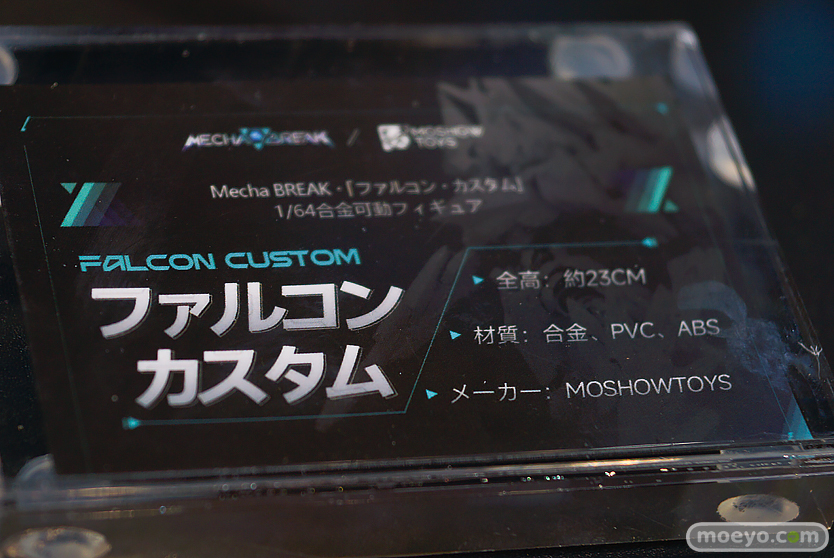 MECHA BREAK / MOSHOW TOYS
Mecha BREAK・「ファルコン・カスタム」
1/64合金可動フィギュア
FALCON CUSTOM
ファルコン
カスタム
▶ 全高：約23CM
▶ 材質：合金、PVC、ABS
▶ メーカー：MOSHOWTOYS
moeyo.com